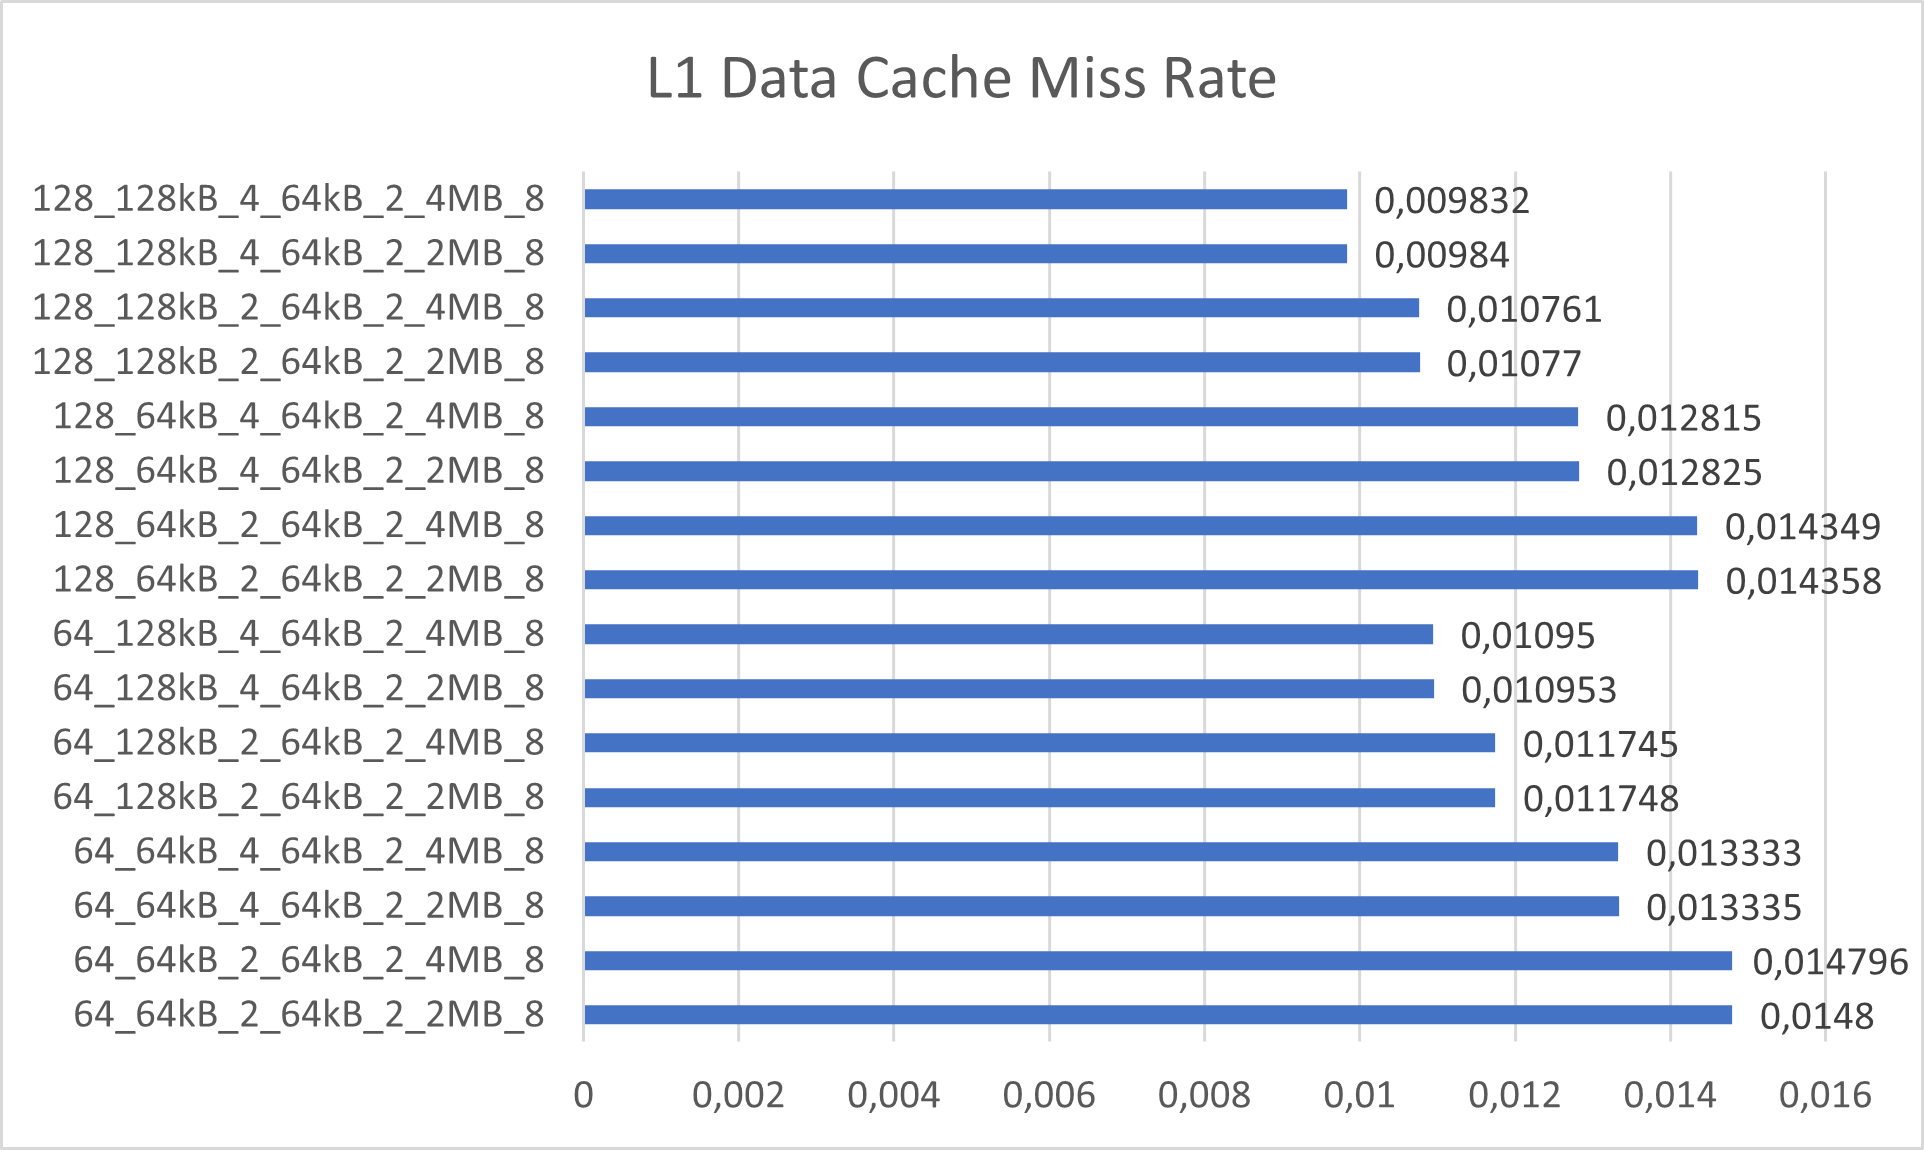 L1 Data Cache Miss Rate
128_128kB_4_64kB_2_4MB_8 0,009832
128_128kB_4_64kB_2_2MB_8 0,00984
128_128kB_2_64kB_2_4MB_8 0,010761
128_128kB_2_64kB_2_2MB_8 0,01077
128_64kB_4_64kB_2_4MB_8 0,012815
128_64kB_4_64kB_2_2MB_8 0,012825
128_64kB_2_64kB_2_4MB_8 0,014349
128_64kB_2_64kB_2_2MB_8 0,014358
64_128kB_4_64kB_2_4MB_8 0,01095
64_128kB_4_64kB_2_2MB_8 0,010953
64_128kB_2_64kB_2_4MB_8 0,011745
64_128kB_2_64kB_2_2MB_8 0,011748
64_64kB_4_64kB_2_4MB_8 0,013333
64_64kB_4_64kB_2_2MB_8 0,013335
64_64kB_2_64kB_2_4MB_8 0,014796
64_64kB_2_64kB_2_2MB_8 0,0148
0 0,002 0,004 0,006 0,008 0,01 0,012 0,014 0,016